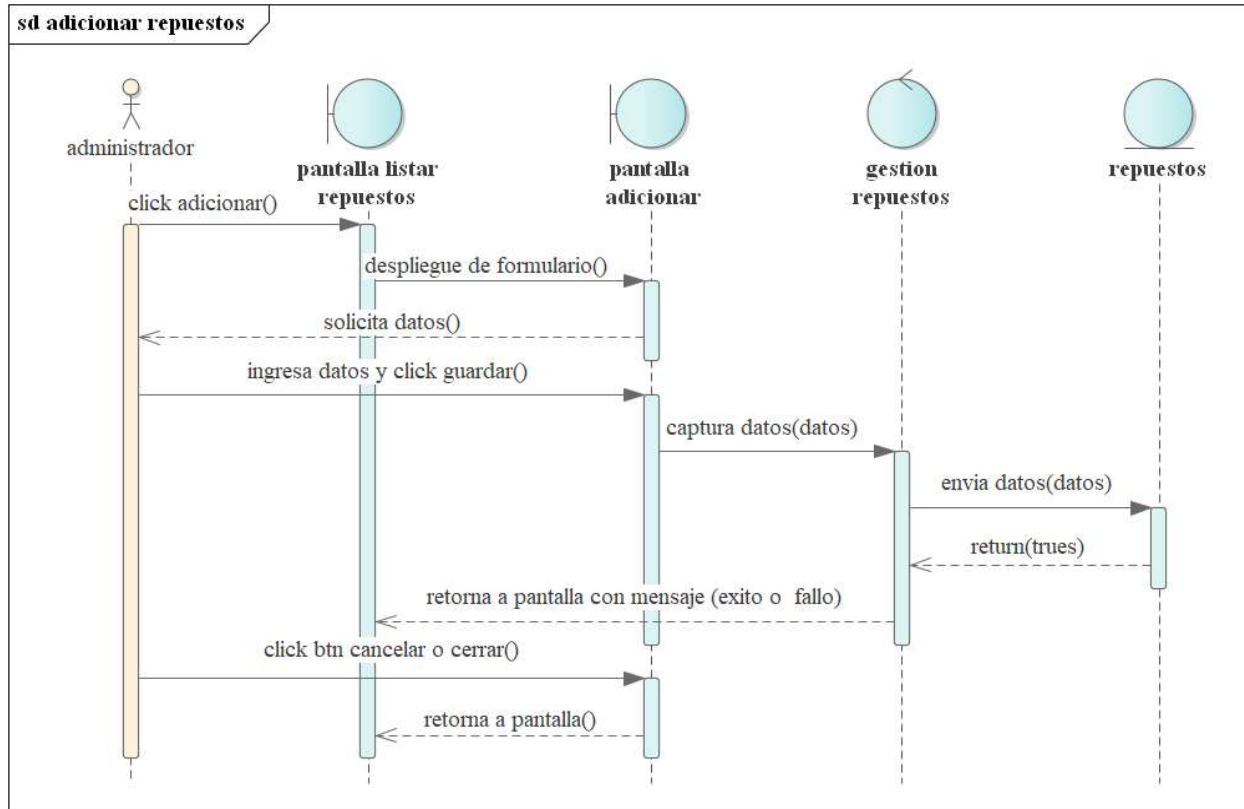 sd adicionar repuestos
administrador
pantalla listar
repuestos
pantalla
adicionar
gestion
repuestos
repuestos
click adicionar()
despliegue de formulario()
solicita datos()
ingresa datos y click guardar()
captura datos(datos)
envia datos(datos)
return(trues)
retorna a pantalla con mensaje (exito o  fallo)
click btn cancelar o cerrar()
retorna a pantalla()